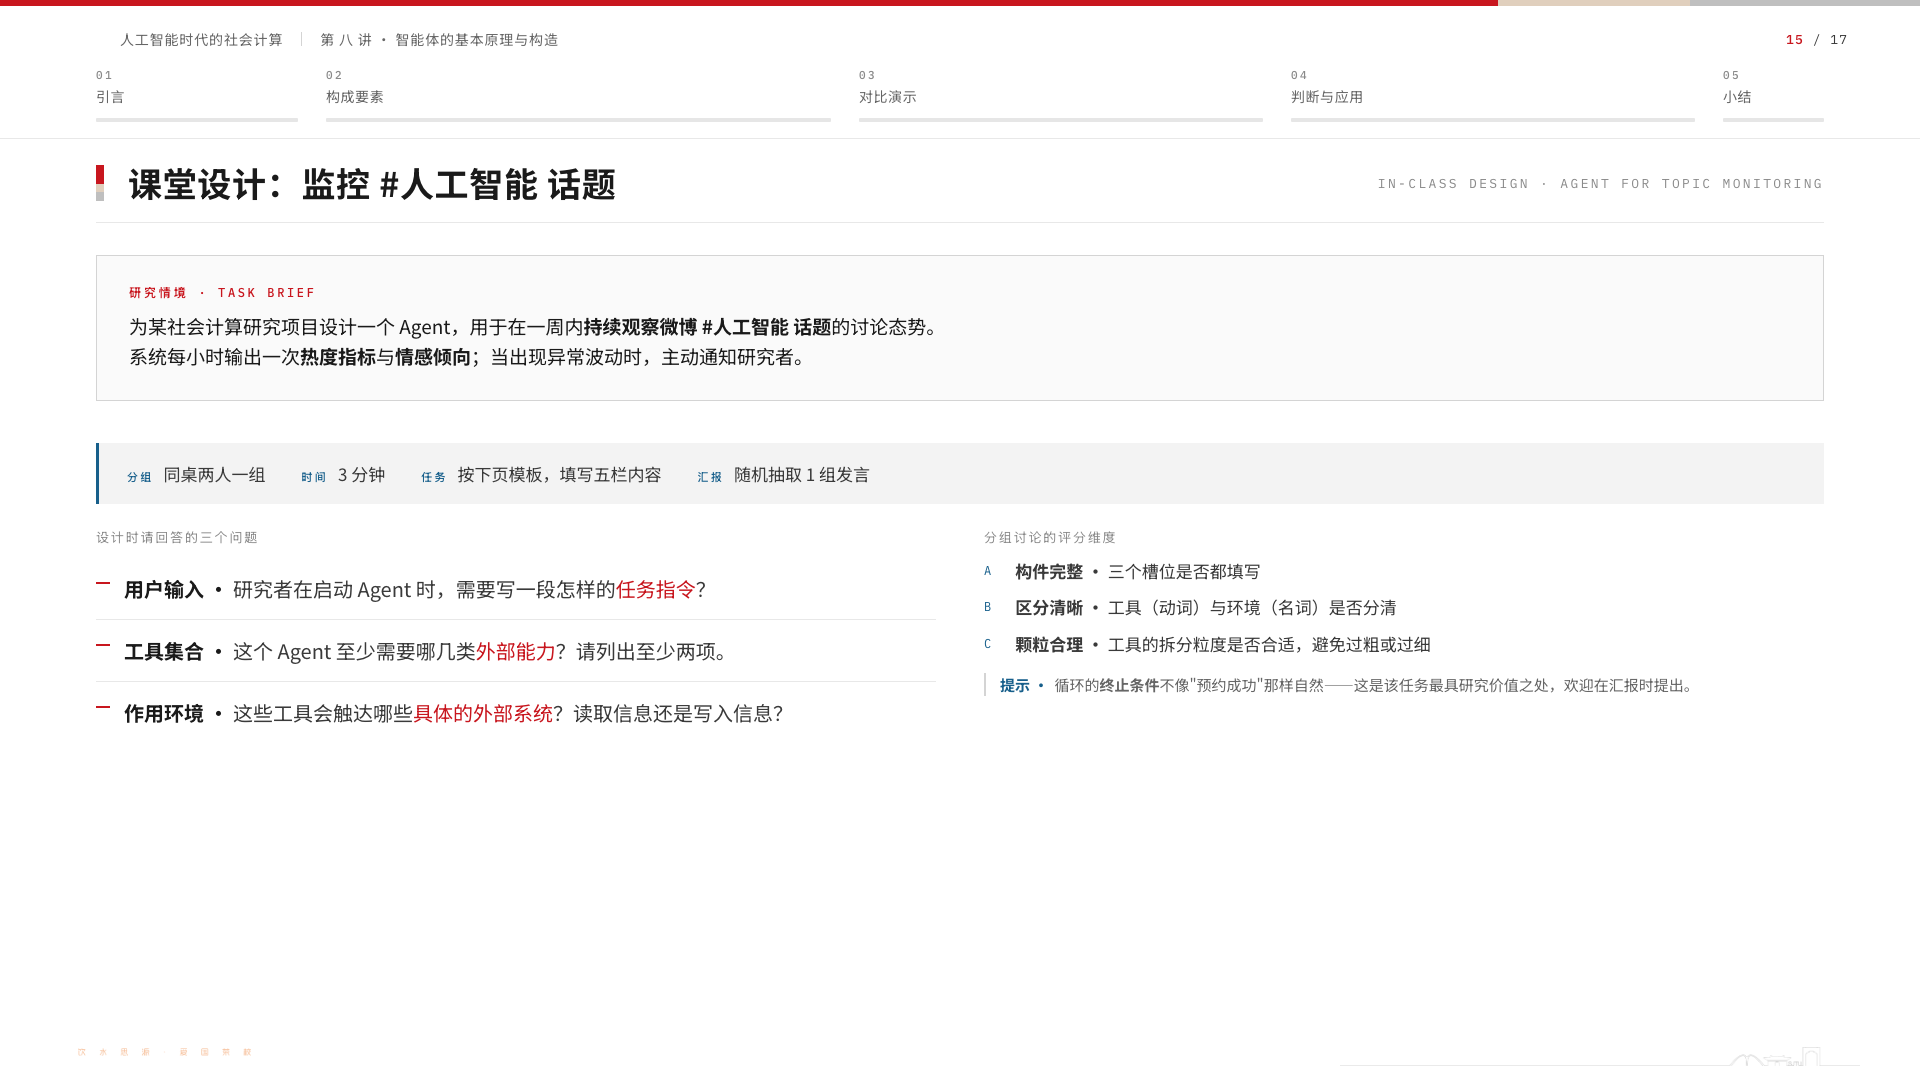 人工智能时代的社会计算 第 八 讲 · 智能体的基本原理与构造
15 / 17
01
引言
02
构成要素
03
对比演示
04
判断与应用
05
小结
课堂设计：监控 #人工智能 话题
IN-CLASS DESIGN · AGENT FOR TOPIC MONITORING
研究情境 · TASK BRIEF
为某社会计算研究项目设计一个 Agent，用于在一周内持续观察微博 #人工智能 话题的讨论态势。
系统每小时输出一次热度指标与情感倾向；当出现异常波动时，主动通知研究者。
分组 同桌两人一组 时间 3 分钟 任务 按下页模板，填写五栏内容 汇报 随机抽取 1 组发言
设计时请回答的三个问题
用户输入 · 研究者在启动 Agent 时，需要写一段怎样的任务指令？
工具集合 · 这个 Agent 至少需要哪几类外部能力？请列出至少两项。
作用环境 · 这些工具会触达哪些具体的外部系统？读取信息还是写入信息？
分组讨论的评分维度
A 构件完整 · 三个槽位是否都填写
B 区分清晰 · 工具（动词）与环境（名词）是否分清
C 颗粒合理 · 工具的拆分粒度是否合适，避免过粗或过细
提示 · 循环的终止条件不像"预约成功"那样自然——这是该任务最具研究价值之处，欢迎在汇报时提出。
饮 水 思 源 · 爱 国 荣 校